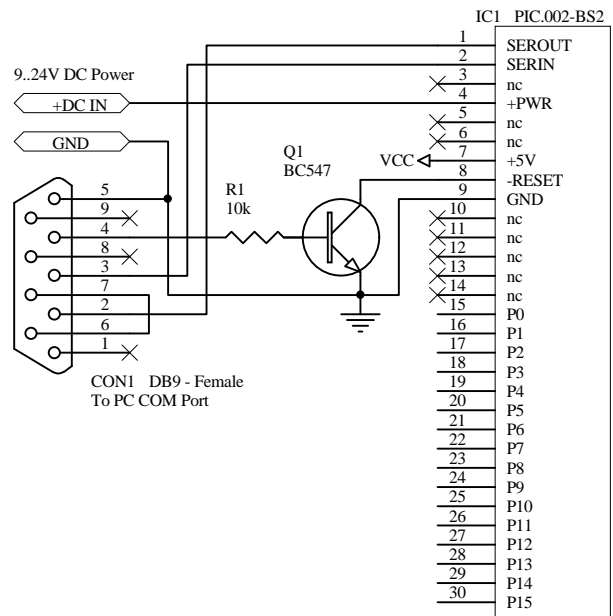 IC1 PIC.002-BS2
1 SEROUT
2 SERIN
3 nc
4 +PWR
5 nc
6 nc
7 +5V
8 -RESET
9 GND
10 nc
11 nc
12 nc
13 nc
14 nc
15 P0
16 P1
17 P2
18 P3
19 P4
20 P5
21 P6
22 P7
23 P8
24 P9
25 P10
26 P11
27 P12
28 P13
29 P14
30 P15
9..24V DC Power
+DC IN
GND
Q1
BC547
VCC
R1
10k
5
9
4
8
3
7
2
6
1
CON1 DB9 - Female
To PC COM Port